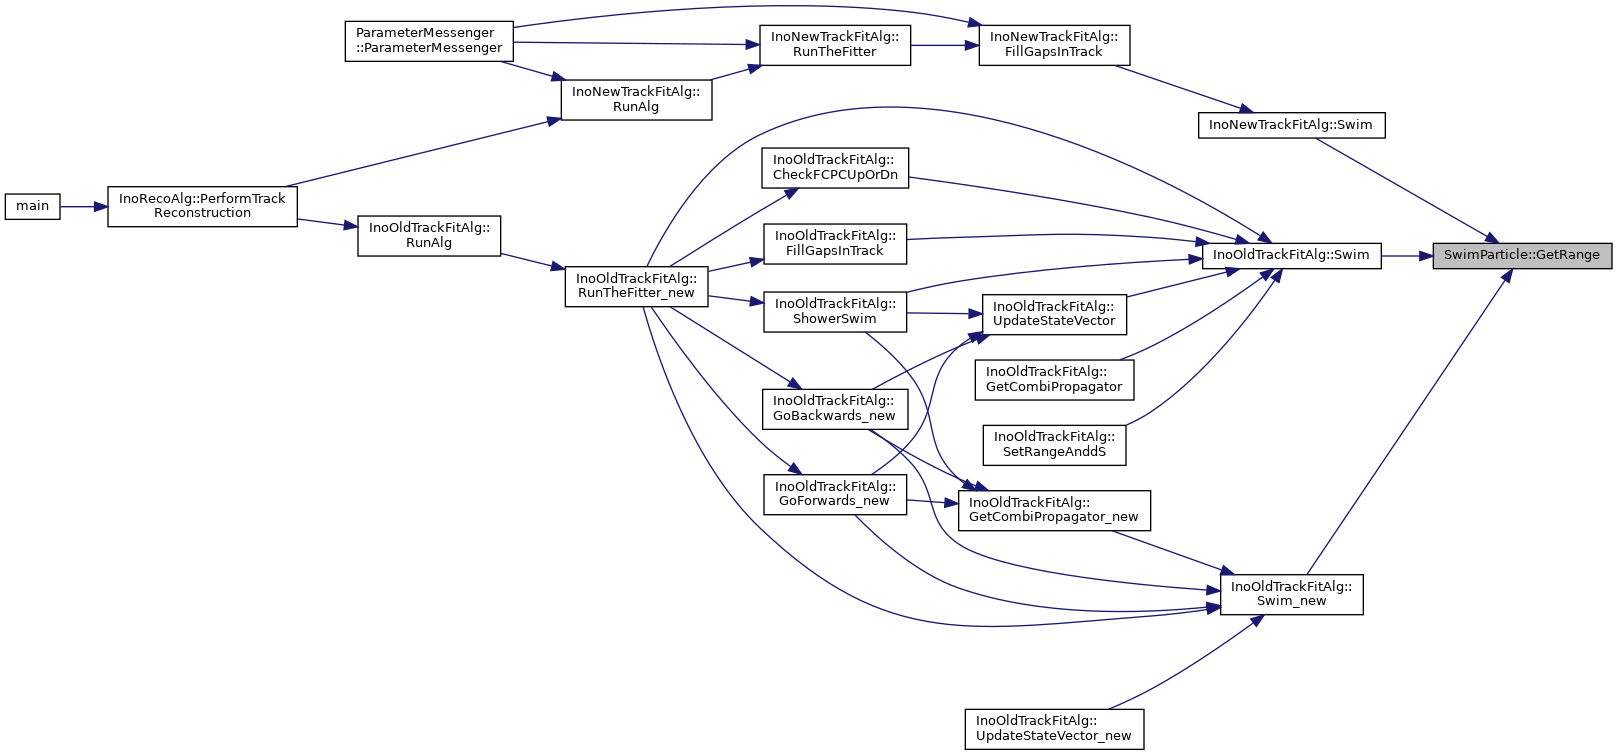 ParameterMessenger
::ParameterMessenger
InoNewTrackFitAlg::
RunTheFitter
InoNewTrackFitAlg::
FillGapsInTrack
InoNewTrackFitAlg::
RunAlg
InoNewTrackFitAlg::Swim
InoOldTrackFitAlg::
CheckFCPCUpOrDn
main
InoRecoAlg::PerformTrack
Reconstruction
InoOldTrackFitAlg::
RunAlg
InoOldTrackFitAlg::
FillGapsInTrack
InoOldTrackFitAlg::Swim
SwimParticle::GetRange
InoOldTrackFitAlg::
RunTheFitter_new
InoOldTrackFitAlg::
ShowerSwim
InoOldTrackFitAlg::
UpdateStateVector
InoOldTrackFitAlg::
GetCombiPropagator
InoOldTrackFitAlg::
GoBackwards_new
InoOldTrackFitAlg::
SetRangeAnddS
InoOldTrackFitAlg::
GoForwards_new
InoOldTrackFitAlg::
GetCombiPropagator_new
InoOldTrackFitAlg::
Swim_new
InoOldTrackFitAlg::
UpdateStateVector_new